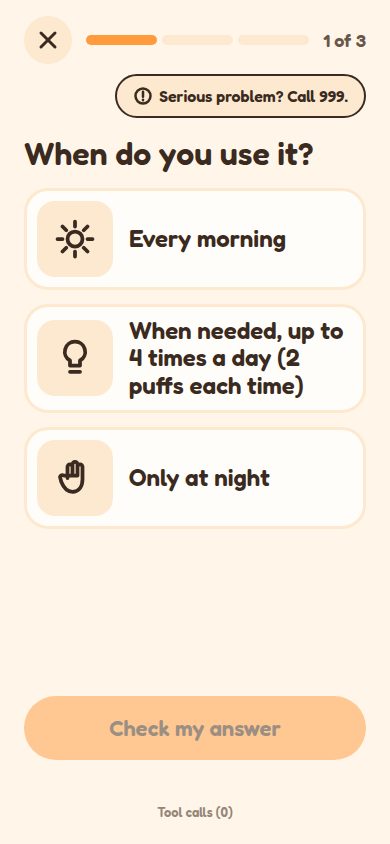 1 of 3
Serious problem? Call 999.
When do you use it?
Every morning
When needed, up to
4 times a day (2
puffs each time)
Only at night
Check my answer
Tool calls (0)